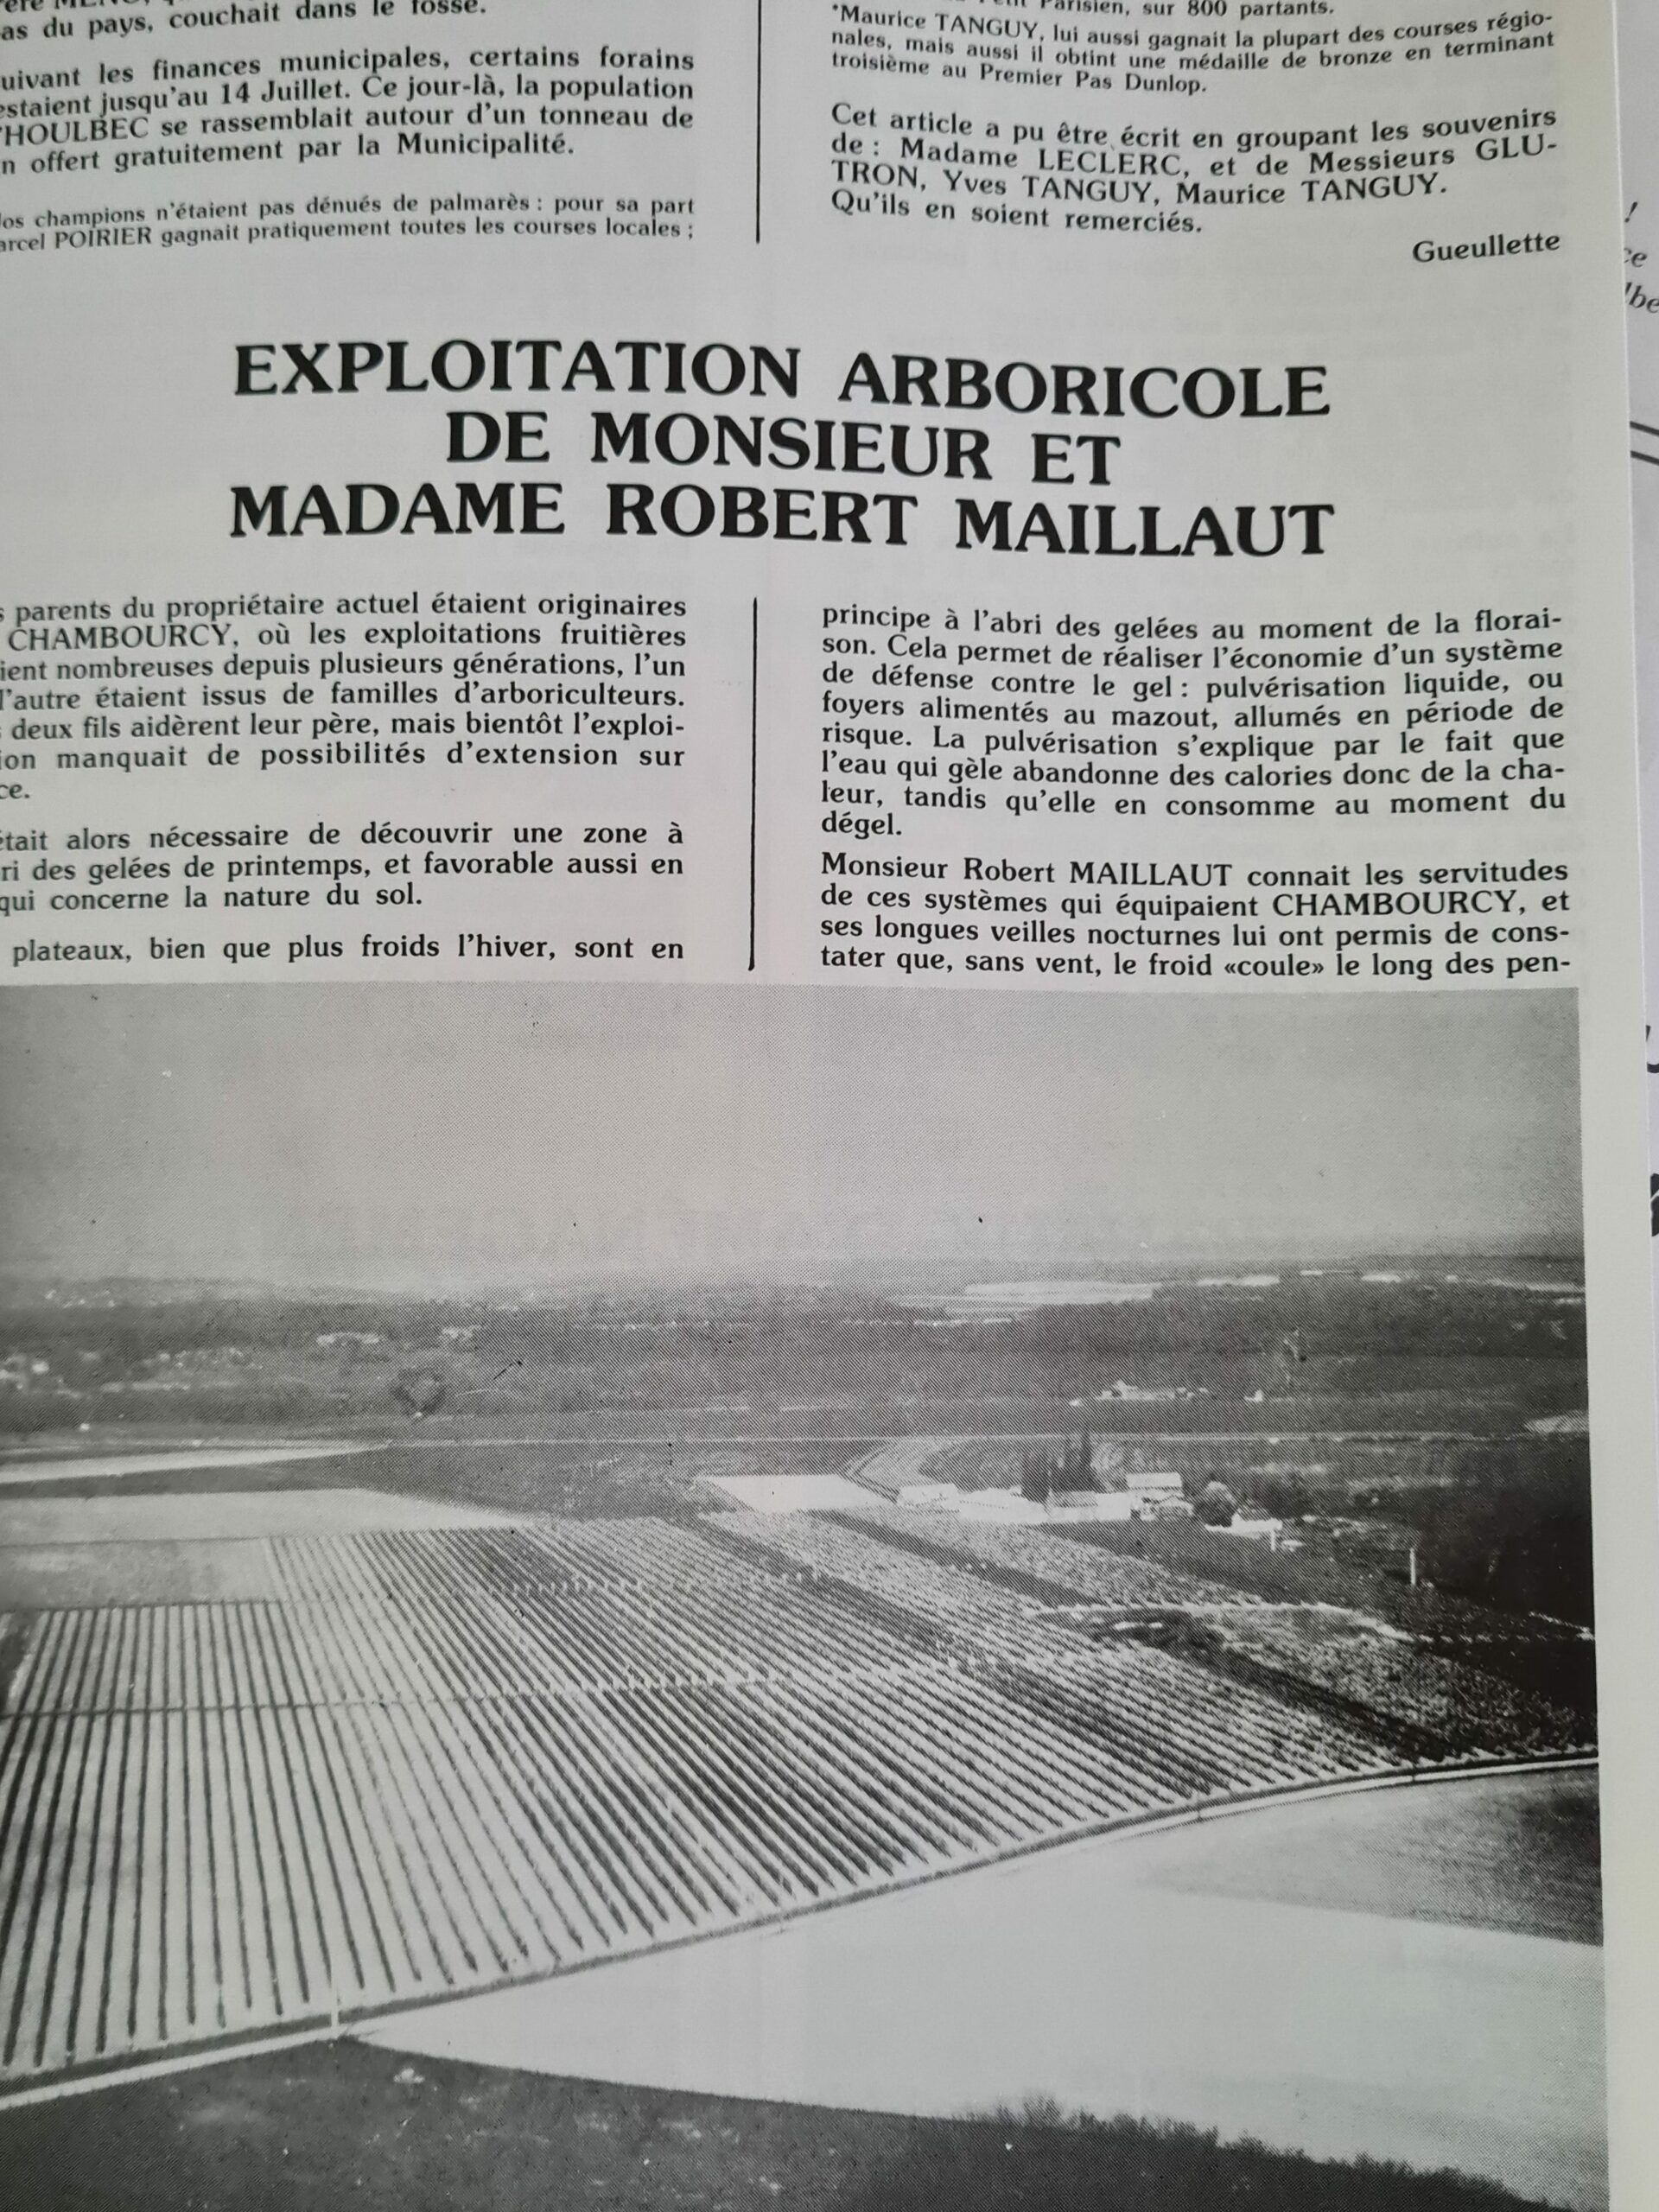 as du pays, couchait dans le fossé.
uivant les finances municipales, certains forains
estaient jusqu'au 14 Juillet. Ce jour-là, la population
'HOULBEC se rassemblait autour d'un tonneau de
n offert gratuitement par la Municipalité.
os champions n'étaient pas dénués de palmarès : pour sa part
arcel POIRIER gagnait pratiquement toutes les courses locales ;
Parisien, sur 800 partants.
*Maurice TANGUY, lui aussi gagnait la plupart des courses régio-
nales, mais aussi il obtint une médaille de bronze en terminant
troisième au Premier Pas Dunlop.
Cet article a pu être écrit en groupant les souvenirs
de : Madame LECLERC, et de Messieurs GLU-
TRON, Yves TANGUY, Maurice TANGUY.
Qu'ils en soient remerciés.
Gueullette
EXPLOITATION ARBORICOLE
DE MONSIEUR ET
MADAME ROBERT MAILLAUT
s parents du propriétaire actuel étaient originaires
CHAMBOURCY, où les exploitations fruitières
ient nombreuses depuis plusieurs générations, l'un
l'autre étaient issus de familles d'arboriculteurs.
s deux fils aidèrent leur père, mais bientôt l'exploi-
ion manquait de possibilités d'extension sur
ce.
était alors nécessaire de découvrir une zone à
ri des gelées de printemps, et favorable aussi en
qui concerne la nature du sol.
plateaux, bien que plus froids l'hiver, sont en
principe à l'abri des gelées au moment de la florai-
son. Cela permet de réaliser l'économie d'un système
de défense contre le gel : pulvérisation liquide, ou
foyers alimentés au mazout, allumés en période de
risque. La pulvérisation s'explique par le fait que
l'eau qui gèle abandonne des calories donc de la cha-
leur, tandis qu'elle en consomme au moment du
dégel.
Monsieur Robert MAILLAUT connait les servitudes
de ces systèmes qui équipaient CHAMBOURCY, et
ses longues veilles nocturnes lui ont permis de cons-
tater que, sans vent, le froid «coule» le long des pen-